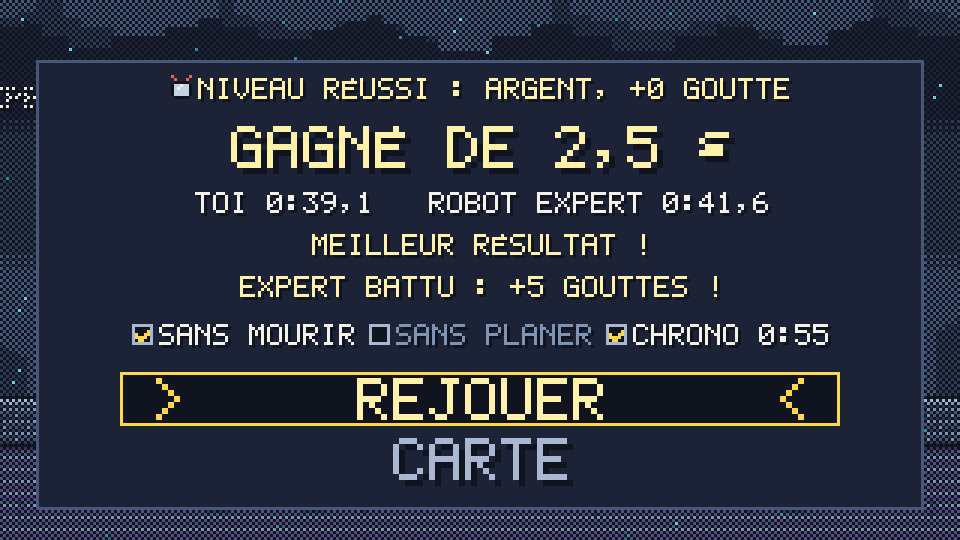 NIVEAU RÉUSSI : ARGENT, +0 GOUTTE
GAGNÉ DE 2,5 s
TOI 0:39,1 ROBOT EXPERT 0:41,6
MEILLEUR RÉSULTAT !
EXPERT BATTU : +5 GOUTTES !
SANS MOURIR SANS PLANER CHRONO 0:55
> REJOUER <
CARTE